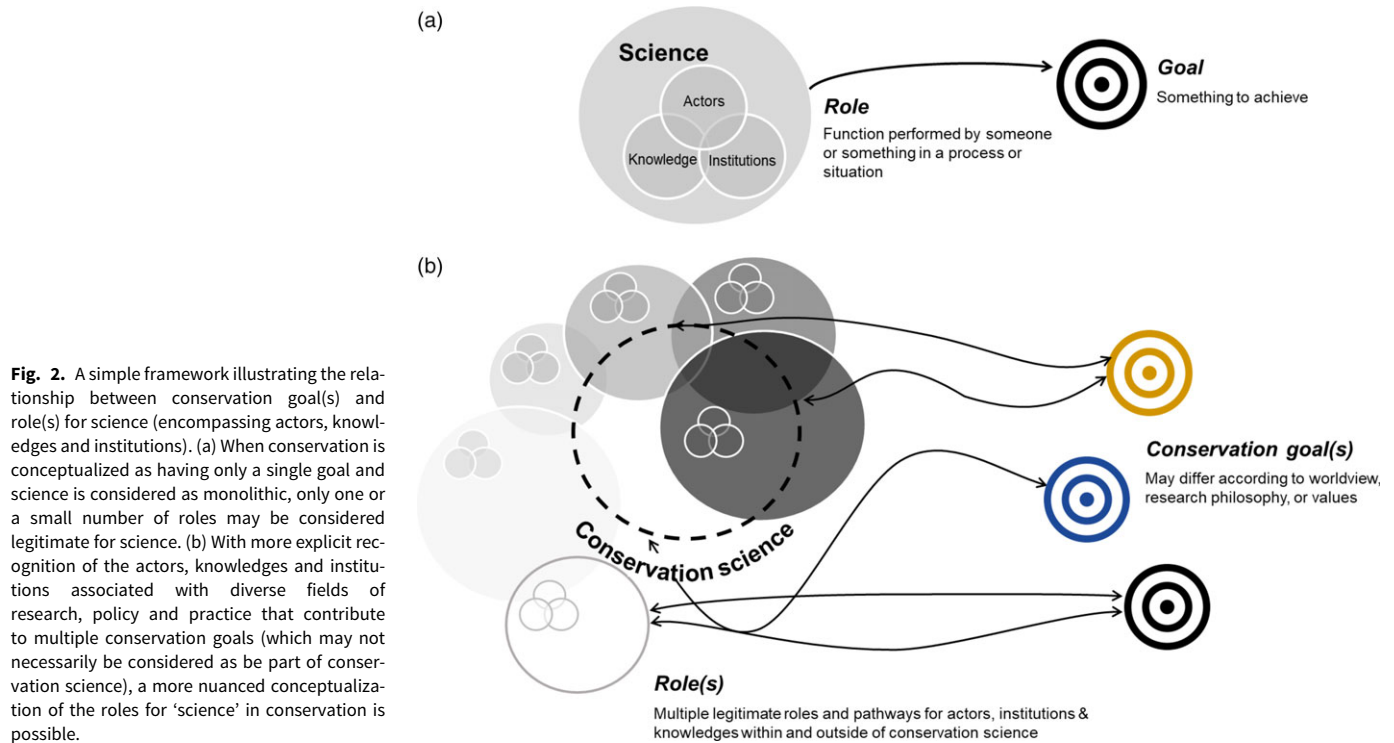 (a)
Science
Actors
Knowledge
Institutions
Role
Function performed by someone
or something in a process or
situation
Goal
Something to achieve
(b)
Conservation science
Conservation goal(s)
May differ according to worldview,
research philosophy, or values
Role(s)
Multiple legitimate roles and pathways for actors, institutions &
knowledges within and outside of conservation science
Fig. 2. A simple framework illustrating the rela-
tionship between conservation goal(s) and
role(s) for science (encompassing actors, knowl-
edges and institutions). (a) When conservation is
conceptualized as having only a single goal and
science is considered as monolithic, only one or
a small number of roles may be considered
legitimate for science. (b) With more explicit rec-
ognition of the actors, knowledges and institu-
tions associated with diverse fields of
research, policy and practice that contribute
to multiple conservation goals (which may not
necessarily be considered as be part of conser-
vation science), a more nuanced conceptualiza-
tion of the roles for ‘science’ in conservation is
possible.